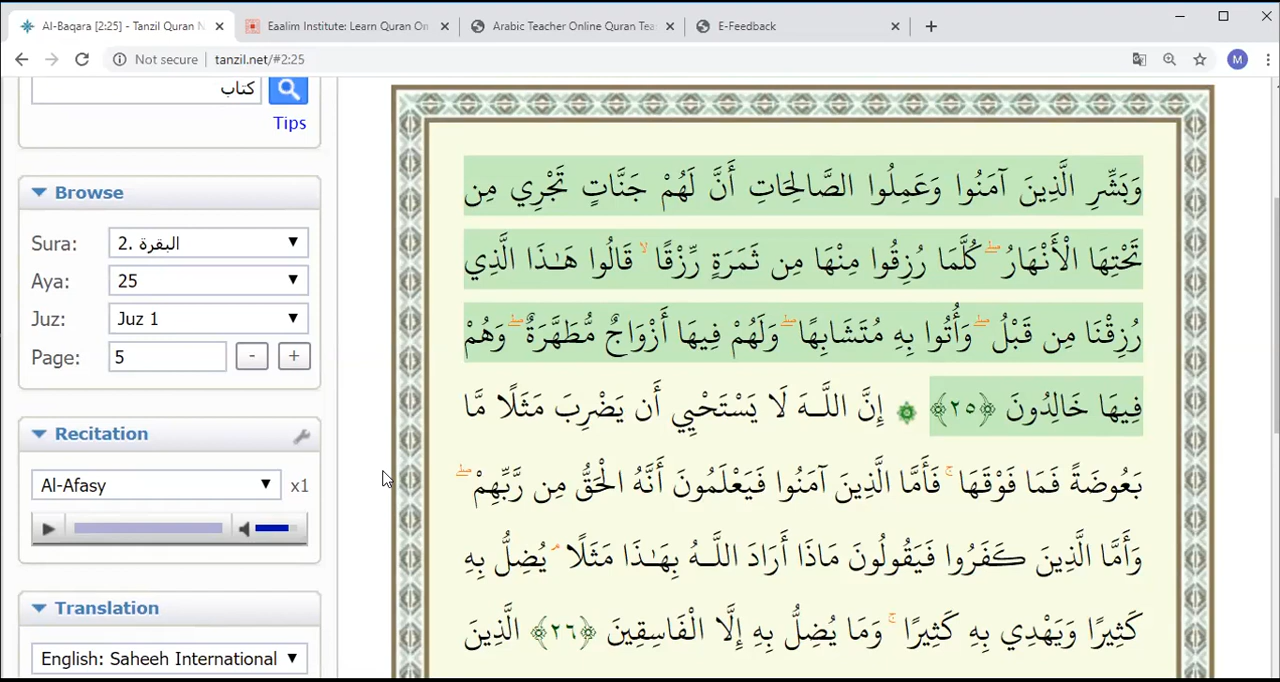 Al-Baqara [2:25] - Tanzil Quran N
Eaalim Institute: Learn Quran On
Arabic Teacher Online Quran Tea
E-Feedback
Not secure
tanzil.net/#2:25
M
كتاب
Tips
Browse
Sura:
2. البقرة
Aya:
25
Juz:
Juz 1
Page:
5
-
+
Recitation
Al-Afasy
x1
Translation
English: Saheeh International
وَبَشِّرِ الَّذِينَ آمَنُوا وَعَمِلُوا الصَّالِحَاتِ أَنَّ لَهُمْ جَنَّاتٍ تَجْرِي مِن
تَحْتِهَا الْأَنْهَارُ ۖ كُلَّمَا رُزِقُوا مِنْهَا مِن ثَمَرَةٍ رِّزْقًا ۙ قَالُوا هَـٰذَا الَّذِي
رُزِقْنَا مِن قَبْلُ ۖ وَأُتُوا بِهِ مُتَشَابِهًا ۖ وَلَهُمْ فِيهَا أَزْوَاجٌ مُّطَهَّرَةٌ ۖ وَهُمْ
فِيهَا خَالِدُونَ ﴿٢٥﴾ ۞ إِنَّ اللَّـهَ لَا يَسْتَحْيِي أَن يَضْرِبَ مَثَلًا مَّا
بَعُوضَةً فَمَا فَوْقَهَا ۚ فَأَمَّا الَّذِينَ آمَنُوا فَيَعْلَمُونَ أَنَّهُ الْحَقُّ مِن رَّبِّهِمْ ۖ
وَأَمَّا الَّذِينَ كَفَرُوا فَيَقُولُونَ مَاذَا أَرَادَ اللَّـهُ بِهَـٰذَا مَثَلًا ۘ يُضِلُّ بِهِ
كَثِيرًا وَيَهْدِي بِهِ كَثِيرًا ۚ وَمَا يُضِلُّ بِهِ إِلَّا الْفَاسِقِينَ ﴿٢٦﴾ الَّذِينَ